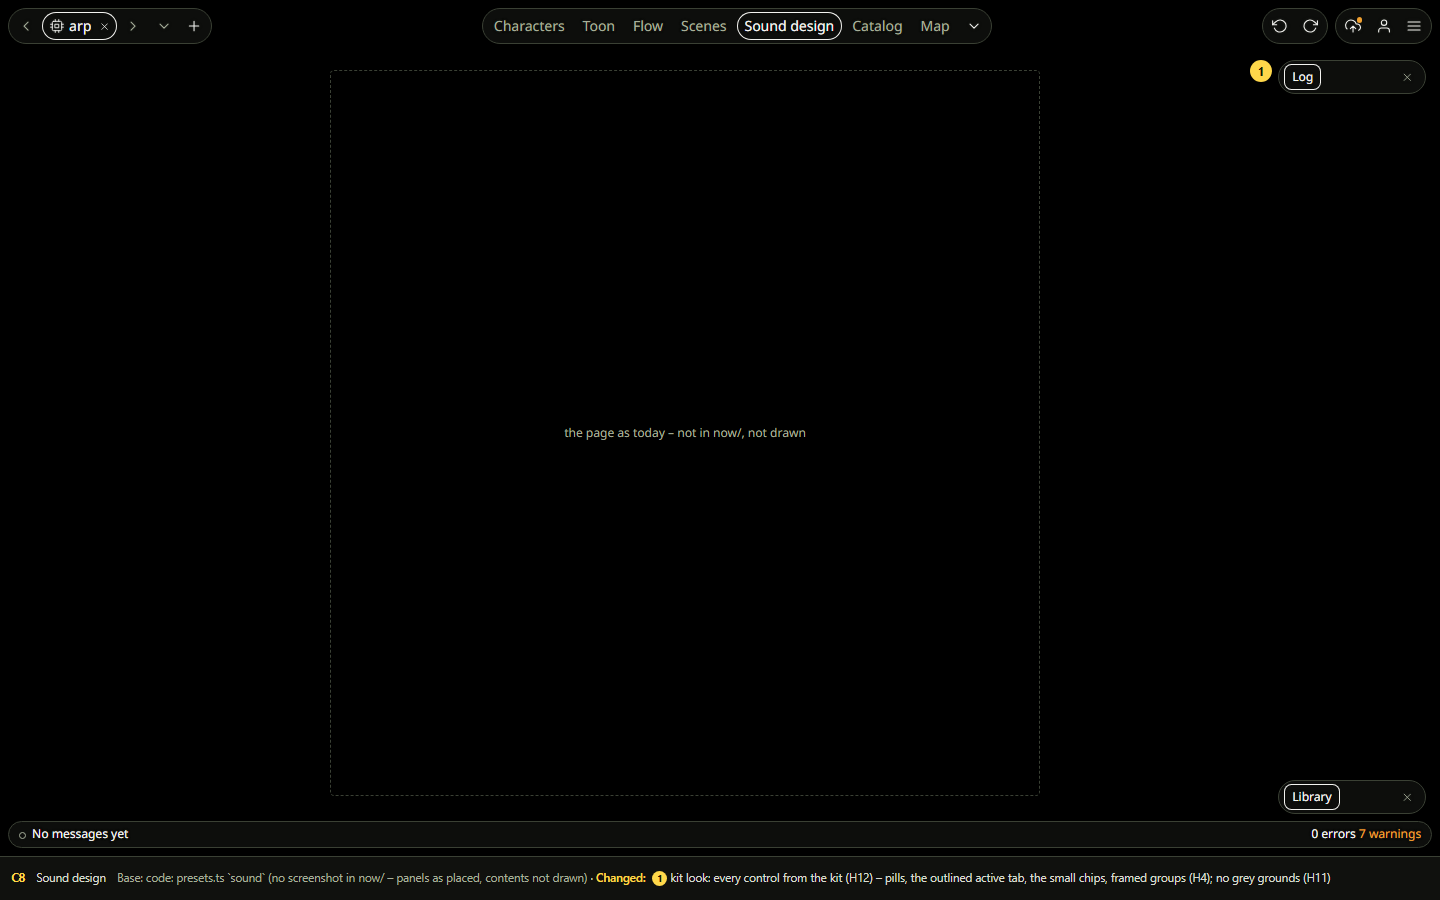 arp
Characters Toon Flow Scenes Sound design Catalog Map
1 Log
the page as today – not in now/, not drawn
Library
No messages yet
0 errors 7 warnings
C8 Sound design Base: code: presets.ts `sound` (no screenshot in now/ – panels as placed, contents not drawn) · Changed: 1 kit look: every control from the kit (H12) – pills, the outlined active tab, the small chips, framed groups (H4); no grey grounds (H11)